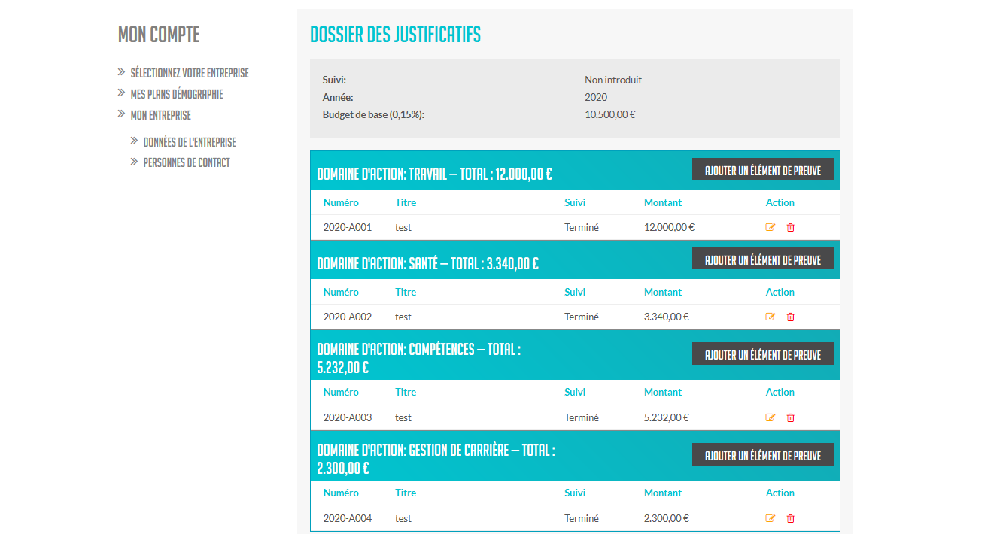 MON COMPTE
SÉLECTIONNEZ VOTRE ENTREPRISE
MES PLANS DÉMOGRAPHIE
MON ENTREPRISE
DONNÉES DE L'ENTREPRISE
PERSONNES DE CONTACT
DOSSIER DES JUSTIFICATIFS
Suivi: Non introduit
Année: 2020
Budget de base (0,15%): 10.500,00 €
DOMAINE D'ACTION: TRAVAIL – TOTAL : 12.000,00 € AJOUTER UN ÉLÉMENT DE PREUVE
Numéro Titre Suivi Montant Action
2020-A001 test Terminé 12.000,00 €
DOMAINE D'ACTION: SANTÉ – TOTAL : 3.340,00 € AJOUTER UN ÉLÉMENT DE PREUVE
Numéro Titre Suivi Montant Action
2020-A002 test Terminé 3.340,00 €
DOMAINE D'ACTION: COMPÉTENCES – TOTAL :
5.232,00 €
AJOUTER UN ÉLÉMENT DE PREUVE
Numéro Titre Suivi Montant Action
2020-A003 test Terminé 5.232,00 €
DOMAINE D'ACTION: GESTION DE CARRIÈRE – TOTAL :
2.300,00 €
AJOUTER UN ÉLÉMENT DE PREUVE
Numéro Titre Suivi Montant Action
2020-A004 test Terminé 2.300,00 €